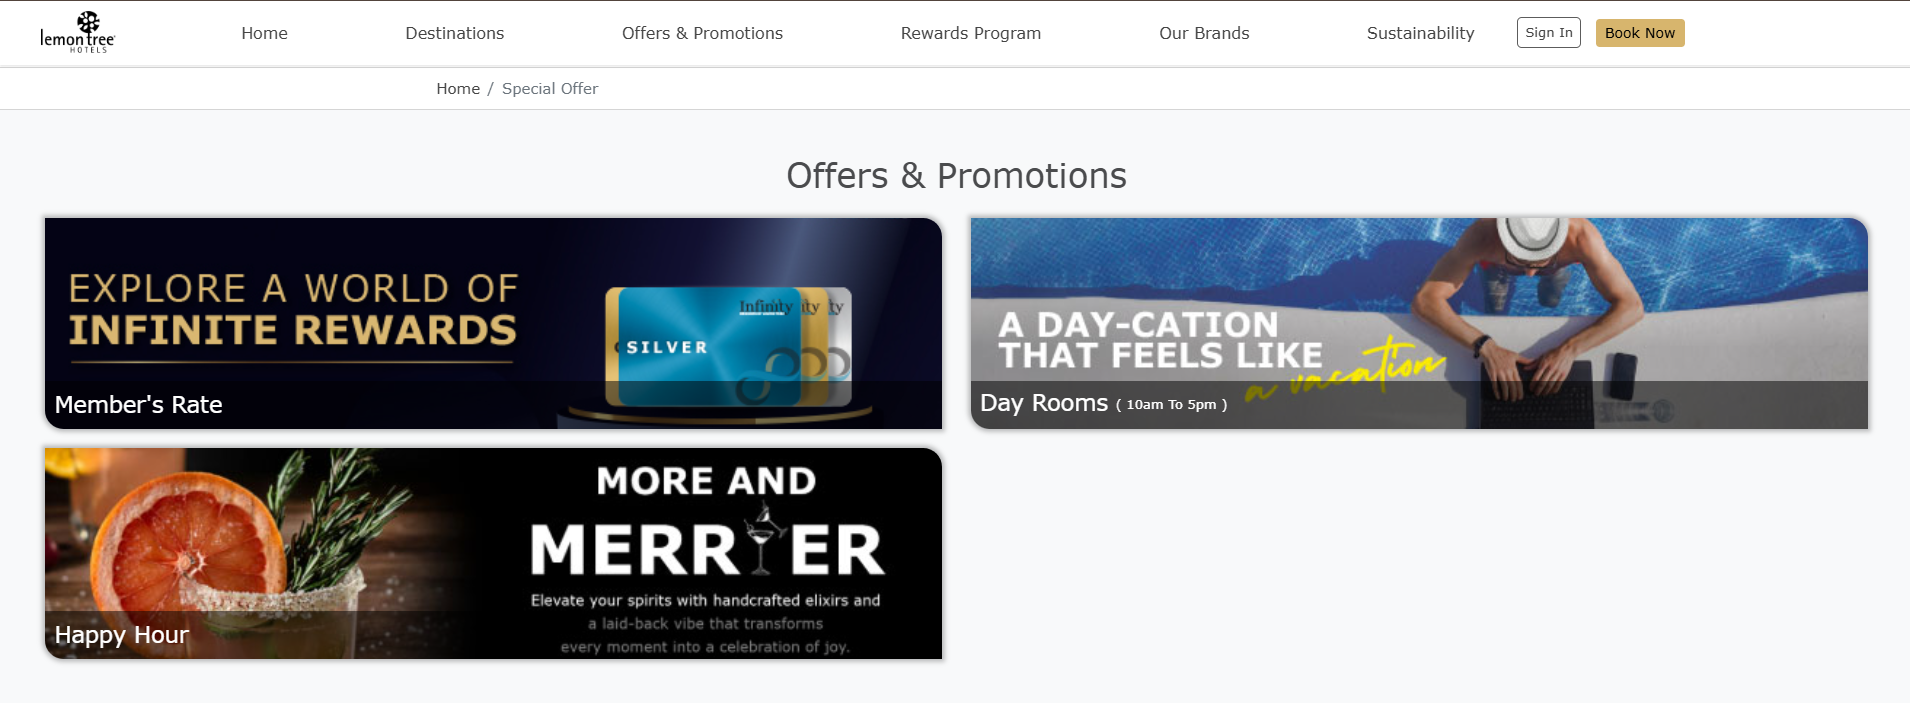 lemon tree
HOTELS
Home
Destinations
Offers & Promotions
Rewards Program
Our Brands
Sustainability
Sign In
Book Now
Home / Special Offer
Offers & Promotions
EXPLORE A WORLD OF
INFINITE REWARDS
Infinity
ity
ty
SILVER
Member's Rate
A DAY-CATION
THAT FEELS LIKE
a vacation
Day Rooms ( 10am To 5pm )
MORE AND
MERRIER
Elevate your spirits with handcrafted elixirs and
a laid-back vibe that transforms
every moment into a celebration of joy.
Happy Hour